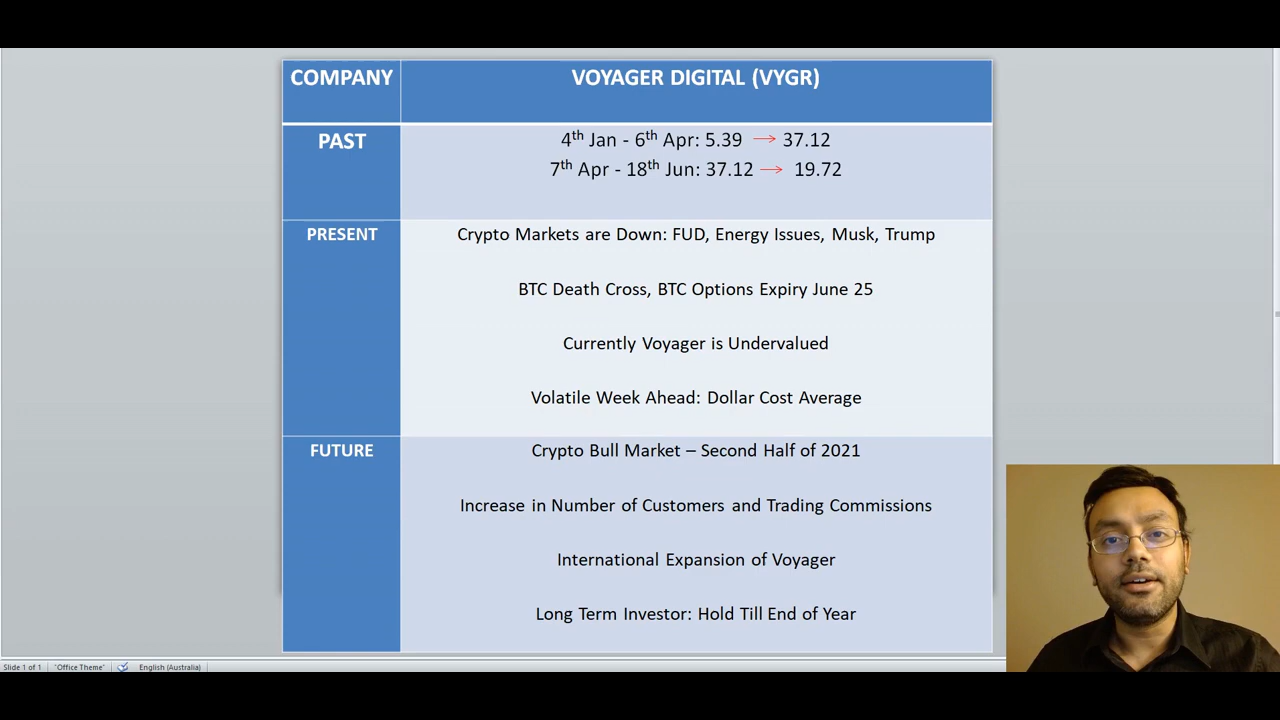 COMPANY
VOYAGER DIGITAL (VYGR)
PAST
4th Jan - 6th Apr: 5.39 → 37.12
7th Apr - 18th Jun: 37.12 → 19.72
PRESENT
Crypto Markets are Down: FUD, Energy Issues, Musk, Trump
BTC Death Cross, BTC Options Expiry June 25
Currently Voyager is Undervalued
Volatile Week Ahead: Dollar Cost Average
FUTURE
Crypto Bull Market – Second Half of 2021
Increase in Number of Customers and Trading Commissions
International Expansion of Voyager
Long Term Investor: Hold Till End of Year
Slide 1 of 1
"Office Theme"
English (Australia)